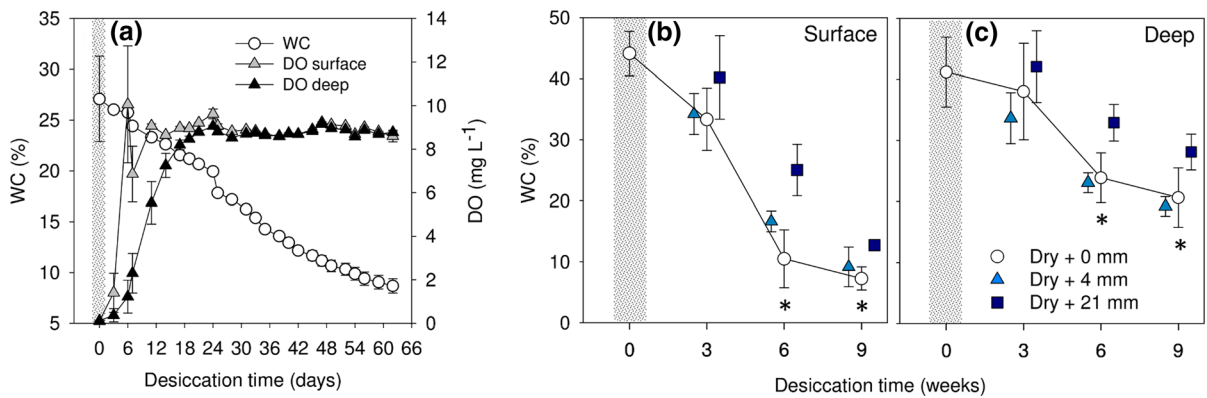 (a)
WC
DO surface
DO deep
35
30
25
20
15
10
5
WC (%)
14
12
10
8
6
4
2
0
DO (mg L-1)
0 6 12 18 24 30 36 42 48 54 60 66
Desiccation time (days)
(b) Surface
50
40
30
20
10
0
WC (%)
* *
0 3 6 9
(c) Deep
* *
Dry + 0 mm
Dry + 4 mm
Dry + 21 mm
0 3 6 9
Desiccation time (weeks)